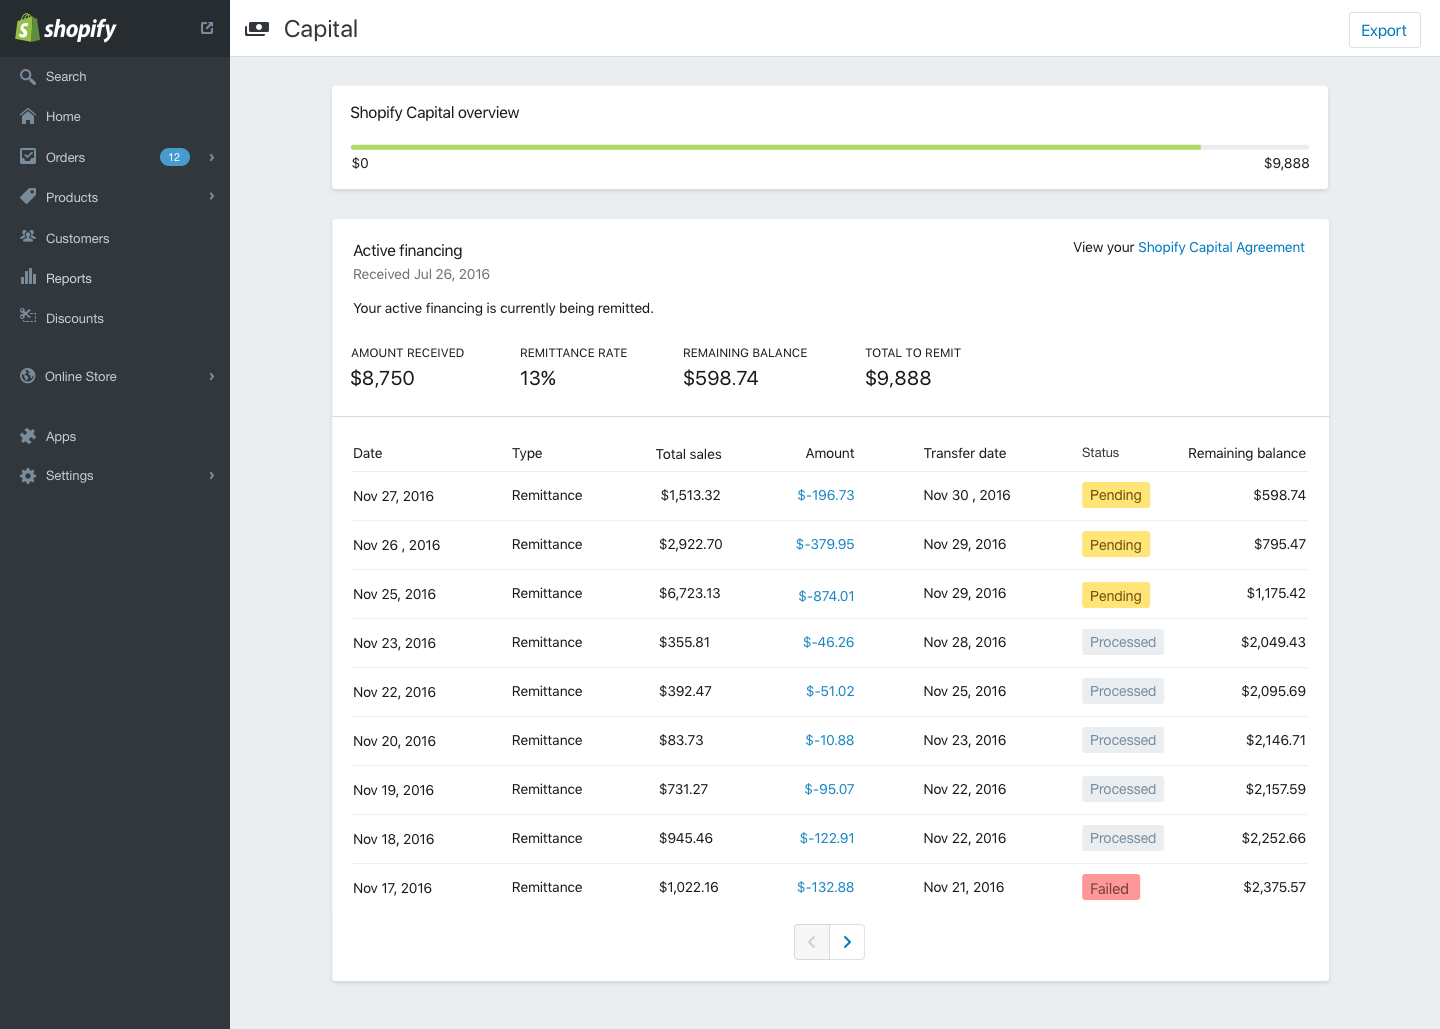 shopify
Capital
Export
Search
Home
Orders 12
Products
Customers
Reports
Discounts
Online Store
Apps
Settings
Shopify Capital overview
$0 $9,888
Active financing
View your Shopify Capital Agreement
Received Jul 26, 2016
Your active financing is currently being remitted.
AMOUNT RECEIVED REMITTANCE RATE REMAINING BALANCE TOTAL TO REMIT
$8,750 13% $598.74 $9,888
Date Type Total sales Amount Transfer date Status Remaining balance
Nov 27, 2016 Remittance $1,513.32 $-196.73 Nov 30 , 2016 Pending $598.74
Nov 26 , 2016 Remittance $2,922.70 $-379.95 Nov 29, 2016 Pending $795.47
Nov 25, 2016 Remittance $6,723.13 $-874.01 Nov 29, 2016 Pending $1,175.42
Nov 23, 2016 Remittance $355.81 $-46.26 Nov 28, 2016 Processed $2,049.43
Nov 22, 2016 Remittance $392.47 $-51.02 Nov 25, 2016 Processed $2,095.69
Nov 20, 2016 Remittance $83.73 $-10.88 Nov 23, 2016 Processed $2,146.71
Nov 19, 2016 Remittance $731.27 $-95.07 Nov 22, 2016 Processed $2,157.59
Nov 18, 2016 Remittance $945.46 $-122.91 Nov 22, 2016 Processed $2,252.66
Nov 17, 2016 Remittance $1,022.16 $-132.88 Nov 21, 2016 Failed $2,375.57